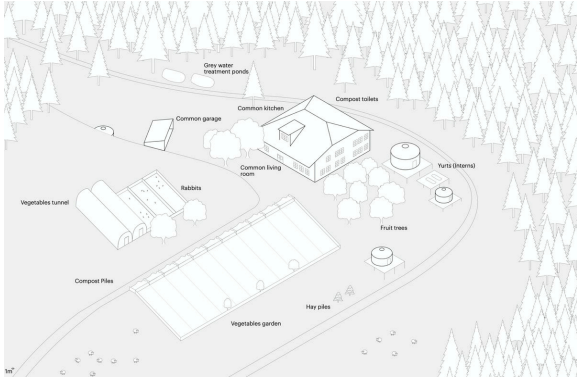 Grey water
treatment ponds
Common kitchen
Compost toilets
Common garage
Common living
room
Yurts (Interns)
Rabbits
Vegetables tunnel
Fruit trees
Compost Piles
Hay piles
Vegetables garden
1m